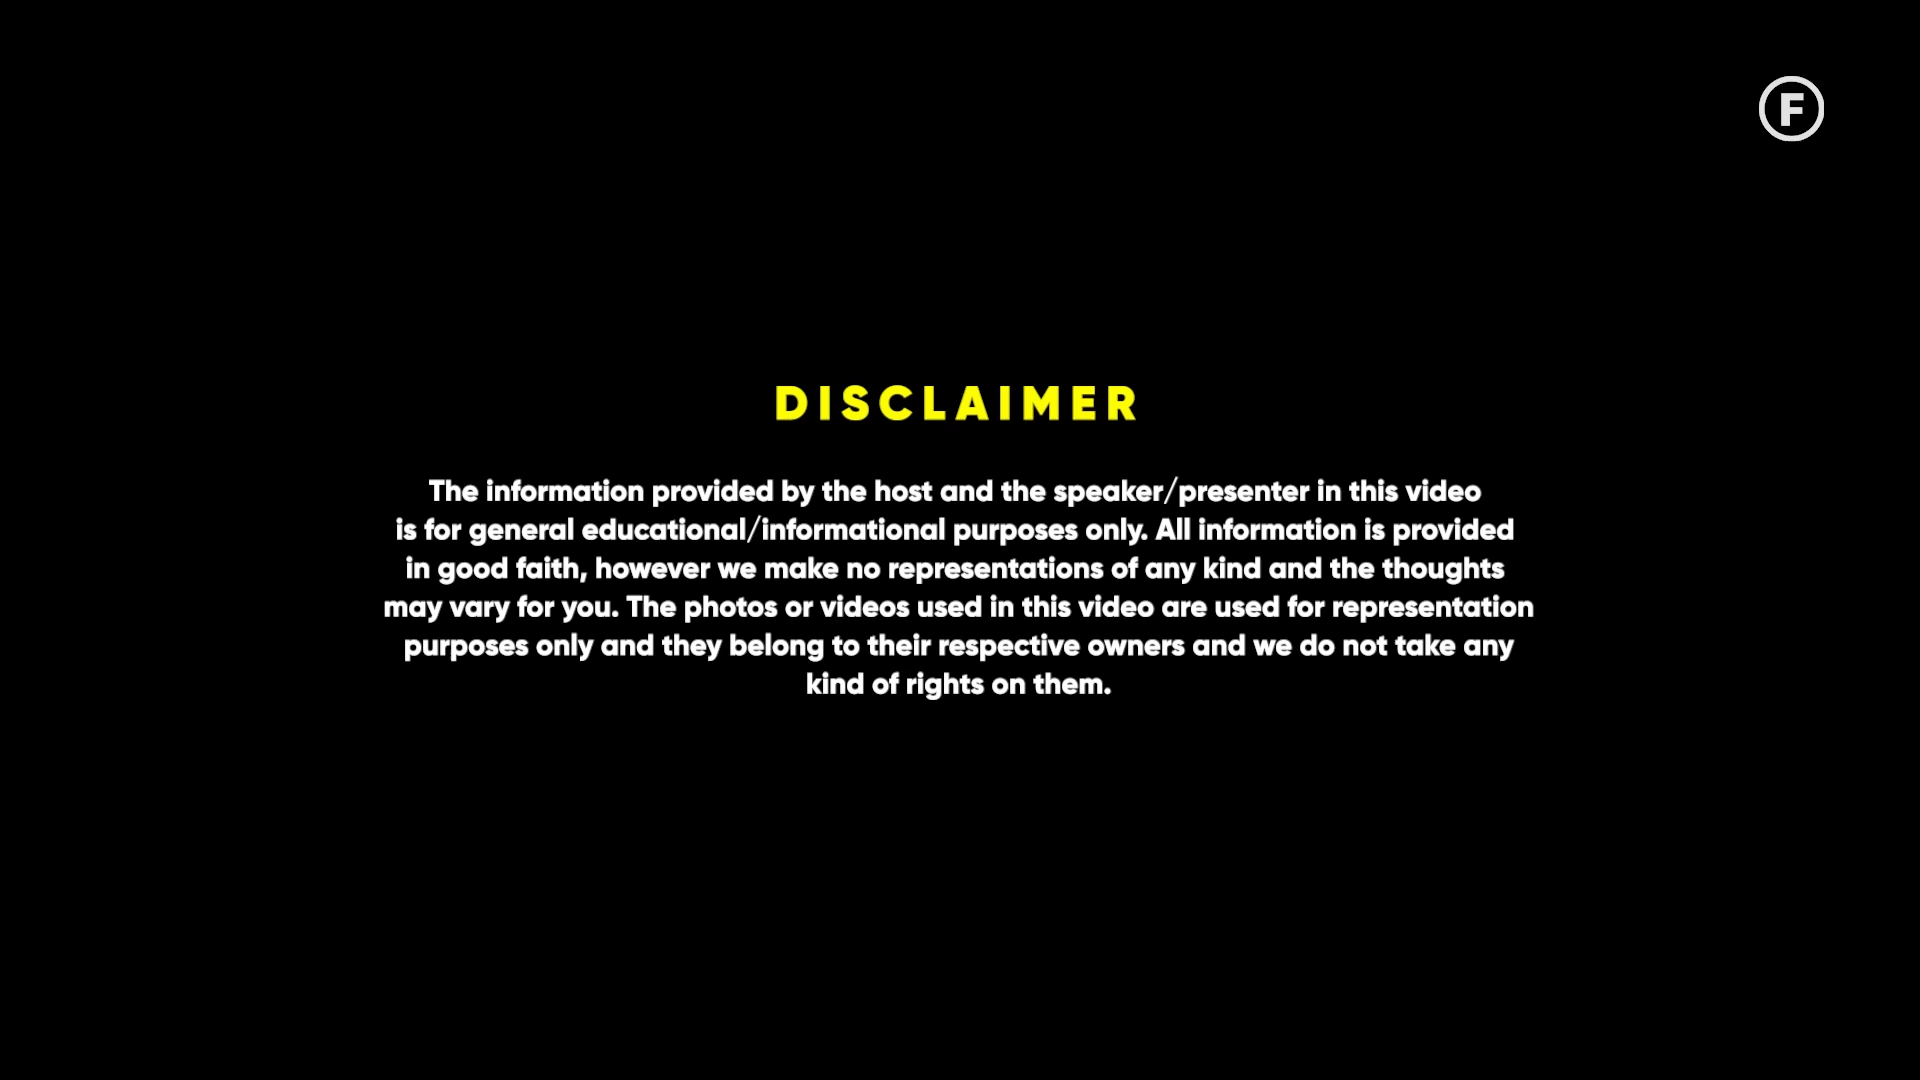 F
DISCLAIMER
The information provided by the host and the speaker/presenter in this video
is for general educational/informational purposes only. All information is provided
in good faith, however we make no representations of any kind and the thoughts
may vary for you. The photos or videos used in this video are used for representation
purposes only and they belong to their respective owners and we do not take any
kind of rights on them.